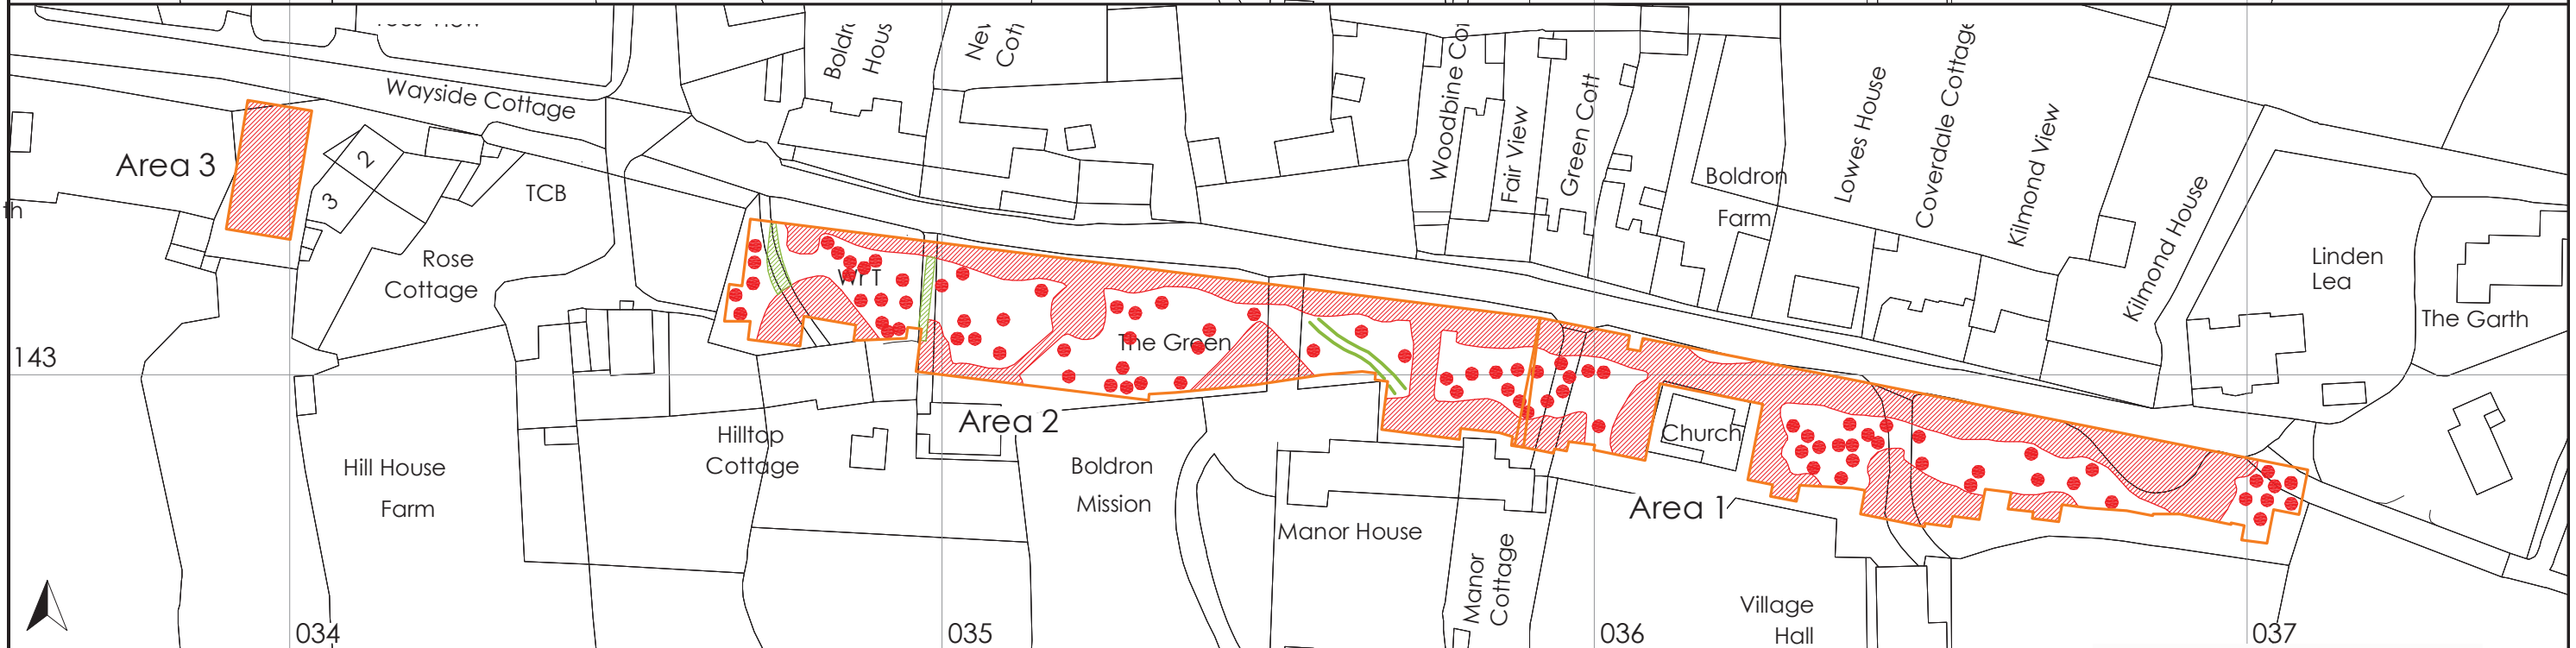 Wayside Cottage
Area 3
2
3
TCB
Rose
Cottage
Woodbine
Fair View
Green Cott
Boldron
Farm
Lowes House
Coverdale Cottage
Kilmond View
Kilmond House
Linden
Lea
The Garth
143
The Green
Area 2
Church
Area 1
Hilltop
Cottage
Hill House
Farm
Boldron
Mission
Manor House
Manor
Cottage
Village
Hall
034
035
036
037